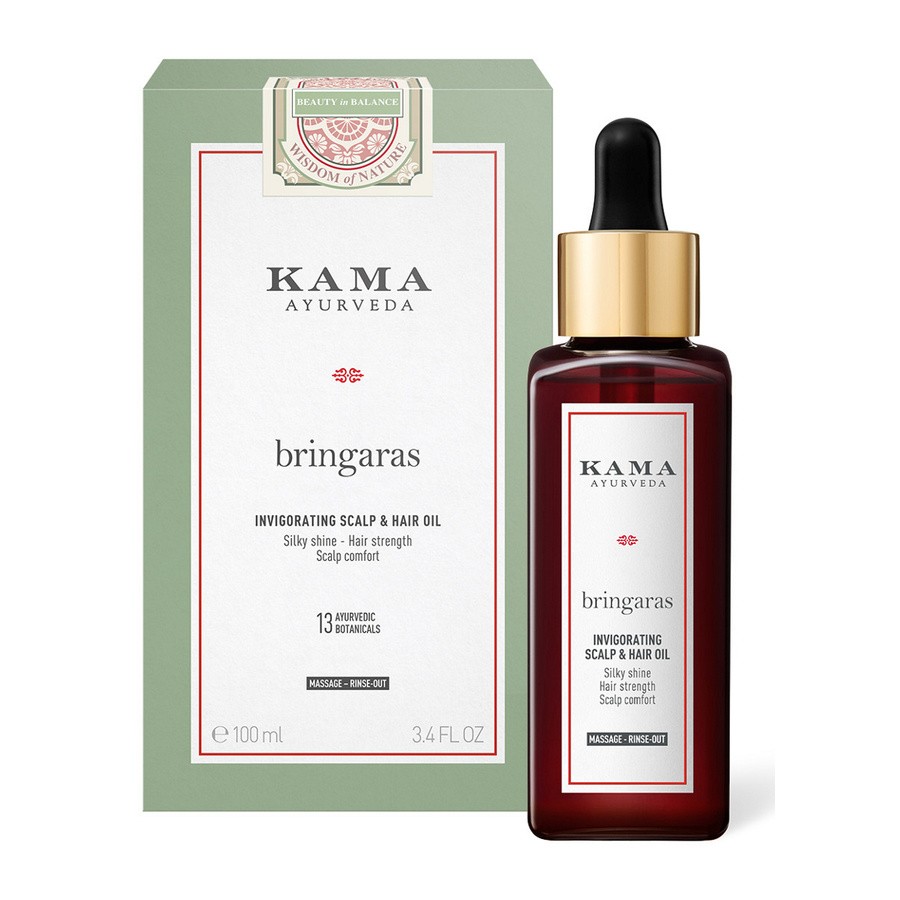 BEAUTY in BALANCE
WISDOM of NATURE
KAMA
AYURVEDA
bringaras
INVIGORATING SCALP & HAIR OIL
Silky shine - Hair strength
Scalp comfort
13 AYURVEDIC
BOTANICALS
MASSAGE – RINSE-OUT
℮ 100 ml
3.4 FL OZ
KAMA
AYURVEDA
bringaras
INVIGORATING
SCALP & HAIR OIL
Silky shine
Hair strength
Scalp comfort
MASSAGE - RINSE-OUT